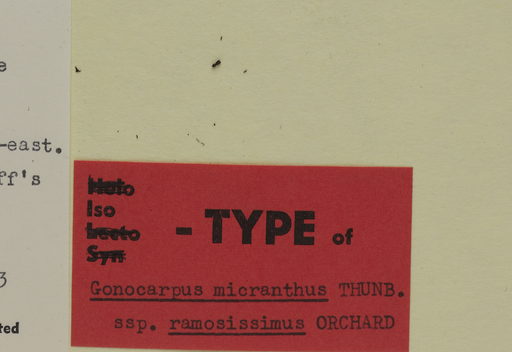 e
-east.
ff's
3
ted
Holo
Iso
Lecto
Syn
- TYPE of
Gonocarpus micranthus THUNB.
ssp. ramosissimus ORCHARD